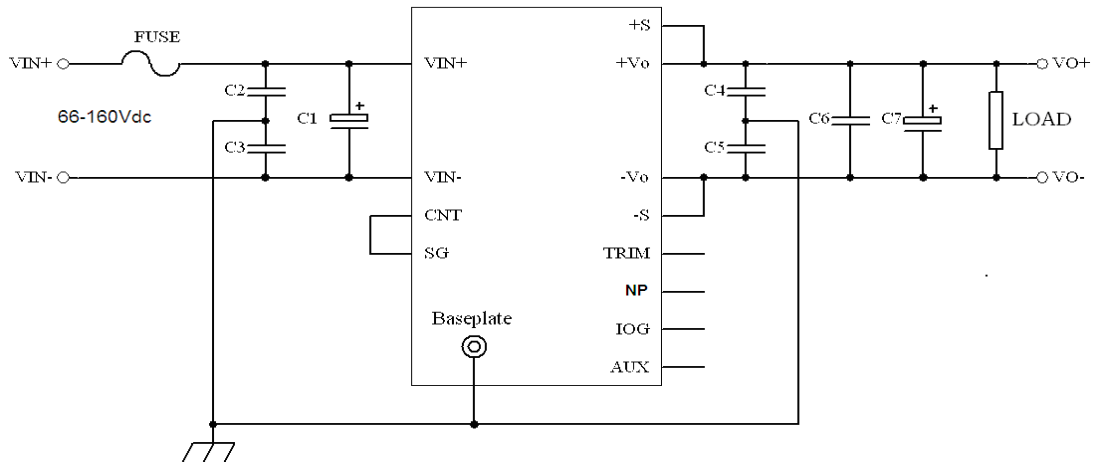 FUSE
VIN+
66-160Vdc
VIN-
C2
C3
C1
+
VIN+
VIN-
CNT
SG
Baseplate
+S
+Vo
-Vo
-S
TRIM
NP
IOG
AUX
C4
C5
C6
C7
+
LOAD
VO+
VO-